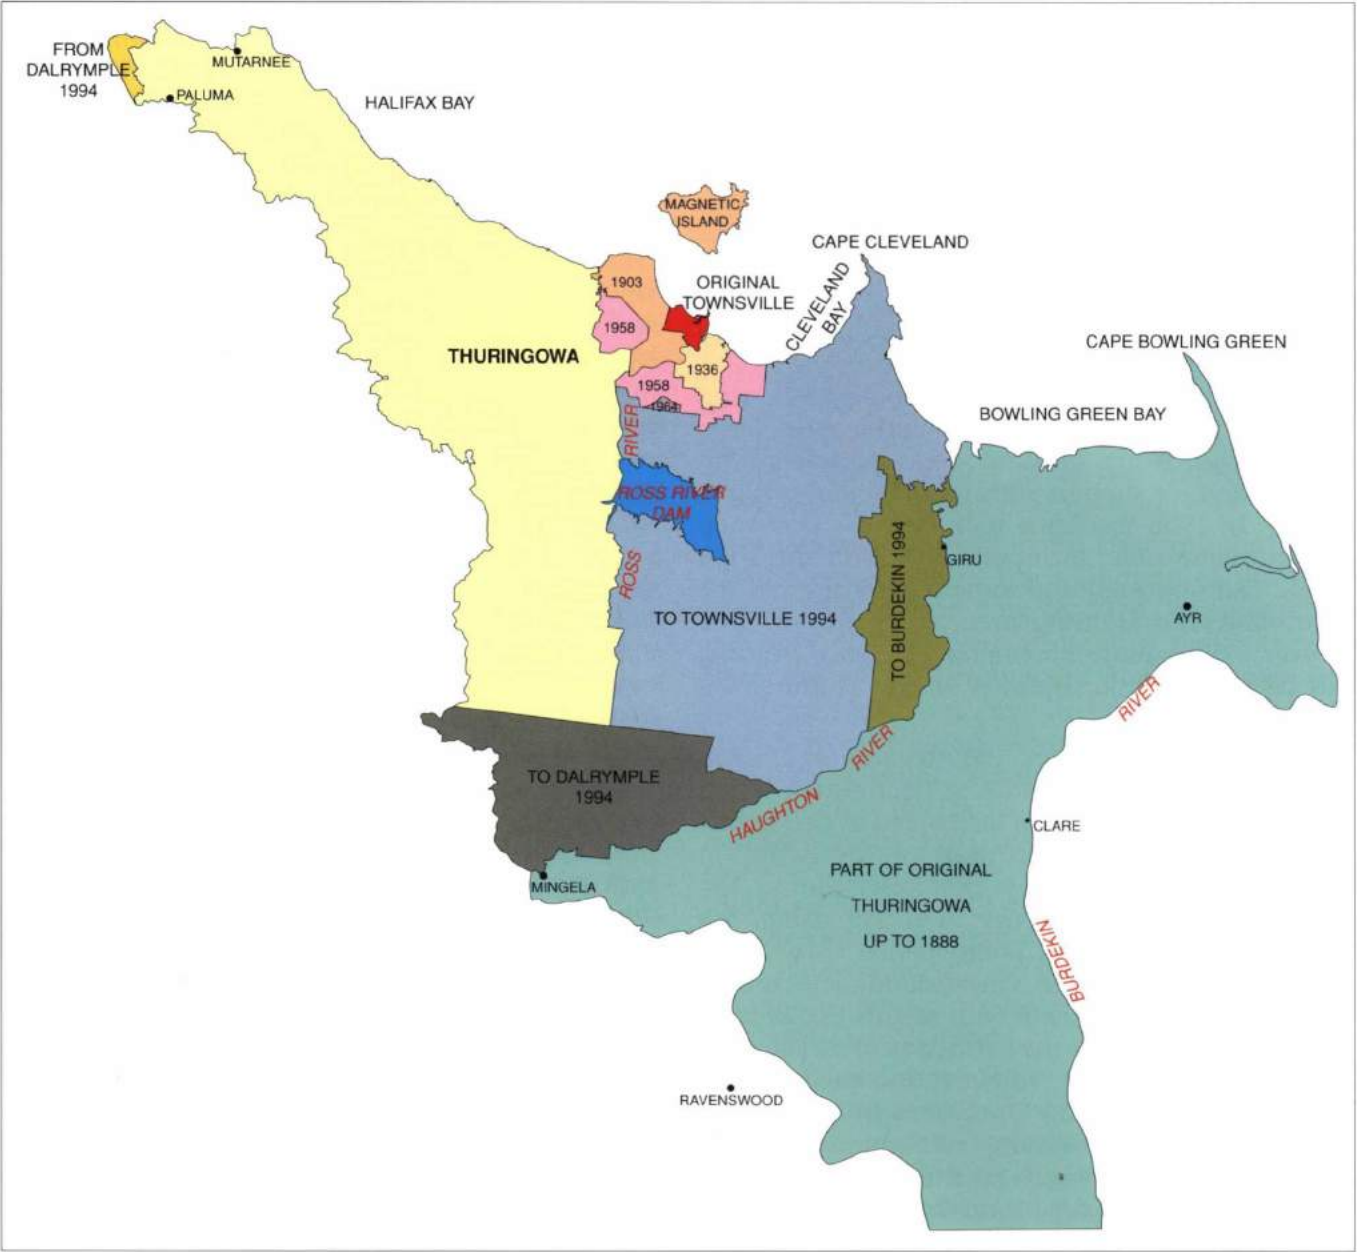 FROM
DALRYMPLE
1994
MUTARNEE
PALUMA
HALIFAX BAY
MAGNETIC
ISLAND
CAPE CLEVELAND
1903
ORIGINAL
TOWNSVILLE
CLEVELAND
BAY
1958
THURINGOWA
1936
CAPE BOWLING GREEN
1958
1964
BOWLING GREEN BAY
RIVER
ROSS RIVER
DAM
ROSS
TO BURDEKIN 1994
GIRU
TO TOWNSVILLE 1994
AYR
RIVER
RIVER
TO DALRYMPLE
1994
HAUGHTON
CLARE
MINGELA
PART OF ORIGINAL
THURINGOWA
UP TO 1888
BURDEKIN
RAVENSWOOD